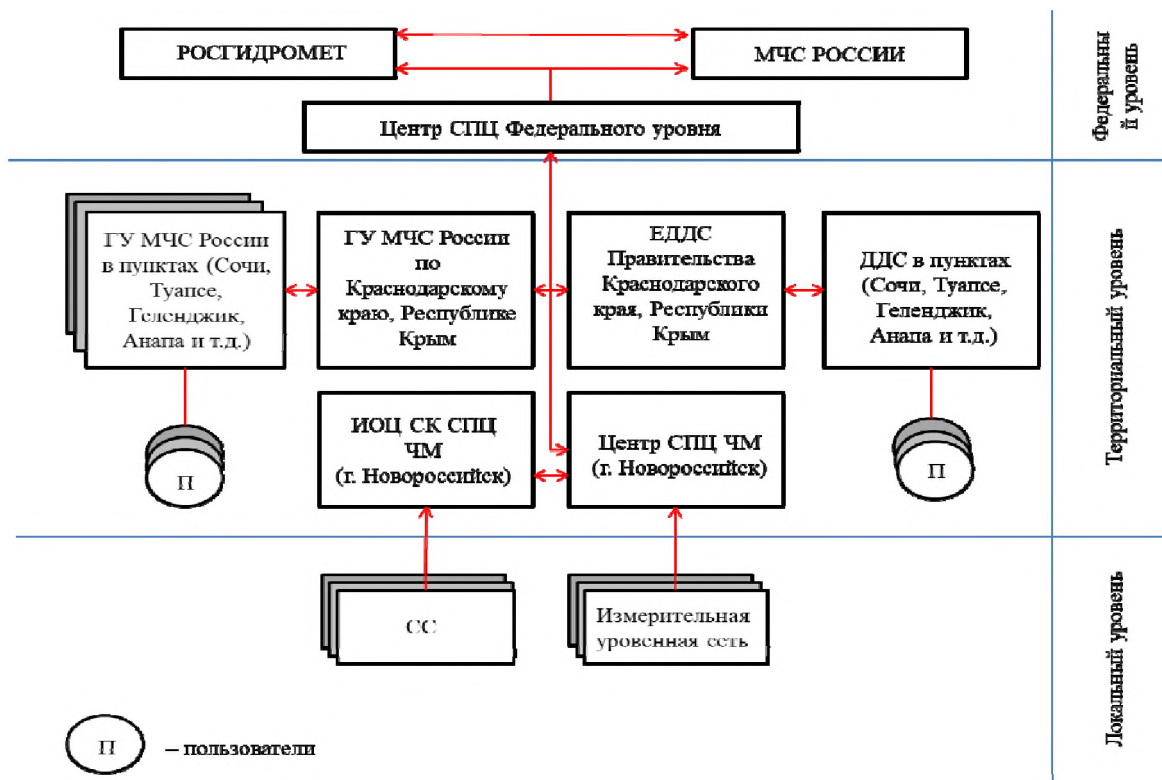 РОСГИДРОМЕТ
МЧС РОССИИ
Центр СПЦ Федерального уровня
Федеральны
й уровень
ГУ МЧС России
в пунктах (Сочи,
Туапсе,
Геленджик,
Анапа и т.д.)
ГУ МЧС России
по
Краснодарскому
краю, Республике
Крым
ЕДДС
Правительства
Краснодарского
края, Республики
Крым
ДДС в пунктах
(Сочи, Туапсе,
Геленджик,
Анапа и т.д.)
Территориальный уровень
П
ИОЦ СК СПЦ
ЧМ
(г. Новороссийск)
Центр СПЦ ЧМ
(г. Новороссийск)
П
СС
Измерительная
уровенная сеть
Локальный уровень
П
– пользователи